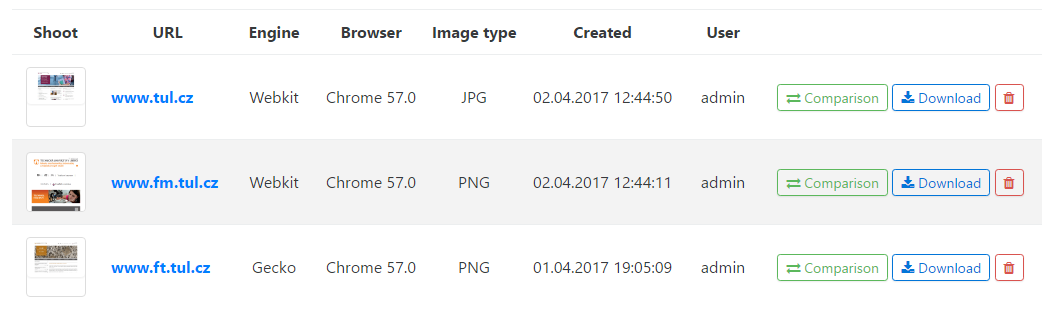 Shoot URL Engine Browser Image type Created User
www.tul.cz Webkit Chrome 57.0 JPG 02.04.2017 12:44:50 admin Comparison Download
www.fm.tul.cz Webkit Chrome 57.0 PNG 02.04.2017 12:44:11 admin Comparison Download
www.ft.tul.cz Gecko Chrome 57.0 PNG 01.04.2017 19:05:09 admin Comparison Download